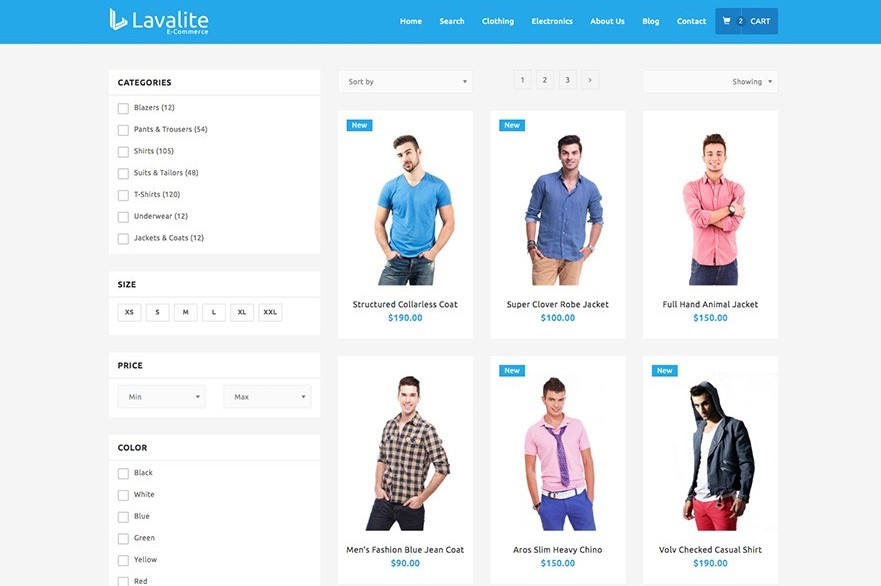 Lavalite
E-Commerce
Home Search Clothing Electronics About Us Blog Contact 2 CART
CATEGORIES
Blazers (12)
Pants & Trousers (54)
Shirts (105)
Suits & Tailors (48)
T-Shirts (120)
Underwear (12)
Jackets & Coats (12)
SIZE
XS S M L XL XXL
PRICE
Min Max
COLOR
Black
White
Blue
Green
Yellow
Red
Sort by 1 2 3 > Showing
New
Structured Collarless Coat
$190.00
New
Super Clover Robe Jacket
$100.00
Full Hand Animal Jacket
$150.00
Men's Fashion Blue Jean Coat
$90.00
New
Aros Slim Heavy Chino
$150.00
New
Volv Checked Casual Shirt
$190.00